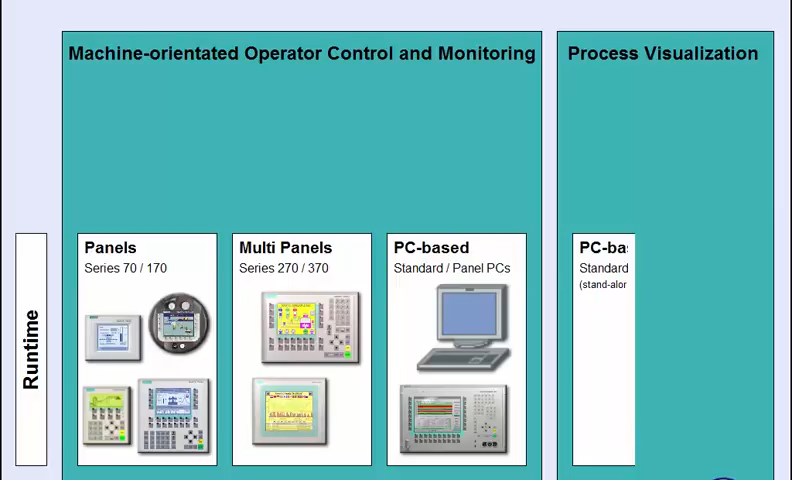 Machine-orientated Operator Control and Monitoring
Process Visualization
Runtime
Panels
Series 70 / 170
Multi Panels
Series 270 / 370
PC-based
Standard / Panel PCs
PC-ba
Standard
(stand-alor